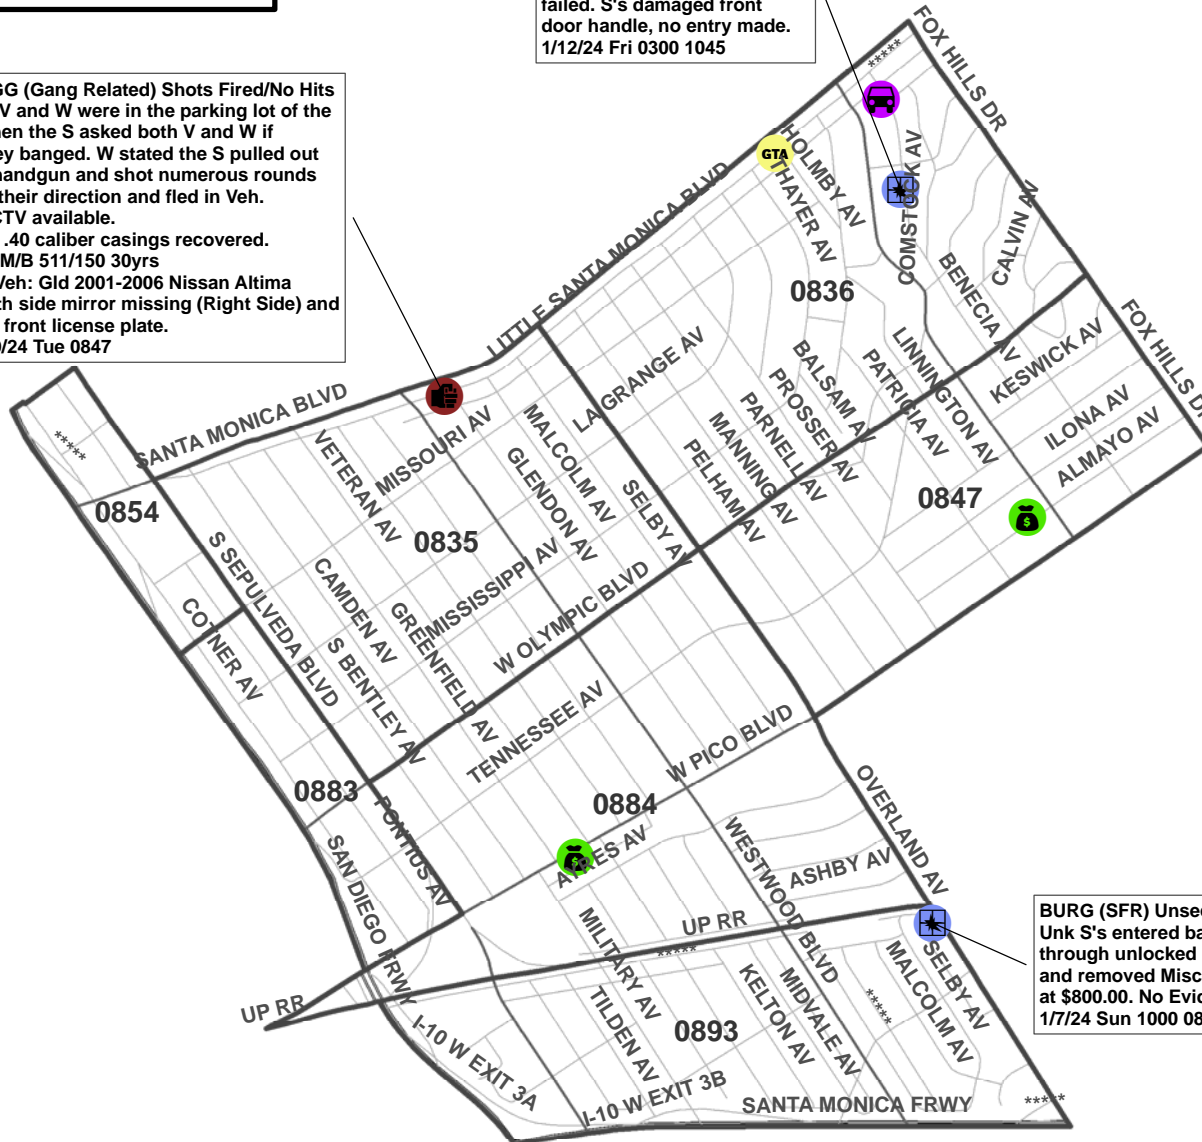 failed. S's damaged front
door handle, no entry made.
1/12/24 Fri 0300 1045
GG (Gang Related) Shots Fired/No Hits
V and W were in the parking lot of the
hen the S asked both V and W if
ey banged. W stated the S pulled out
handgun and shot numerous rounds
their direction and fled in Veh.
CTV available.
.40 caliber casings recovered.
M/B 511/150 30yrs
Veh: Gld 2001-2006 Nissan Altima
th side mirror missing (Right Side) and
front license plate.
/24 Tue 0847
FOX HILLS DR
*****
GTA
HOLMBY AV
THAYER AV
COMSTOCK AV
CALVIN AV
BENECIA AV
LITTLE SANTA MONICA BLVD
0836
FOX HILLS DR
KESWICK AV
LA GRANGE AV
BALSAM AV
PATRICIA AV
LINNINGTON AV
PROSSER AV
PARNELL AV
MANNING AV
PELHAM AV
ILONA AV
ALMAYO AV
0847
SANTA MONICA BLVD
*****
VETERAN AV
MISSOURI AV
MALCOLM AV
GLENDON AV
SELBY AV
0854
0835
S SEPULVEDA BLVD
CAMDEN AV
MISSISSIPPI AV
W OLYMPIC BLVD
COTNER AV
S BENTLEY AV
GREENFIELD AV
TENNESSEE AV
W PICO BLVD
0883
PONTIUS AV
0884
OVERLAND AV
SAN DIEGO FRWY
AYRES AV
WESTWOOD BLVD
ASHBY AV
UP RR
*****
MILITARY AV
MALCOLM AV
SELBY AV
UP RR
TILDEN AV
KELTON AV
MIDVALE AV
*****
0893
I-10 W EXIT 3A
I-10 W EXIT 3B
SANTA MONICA FRWY
*****
BURG (SFR)
Unk S's entered
through unlocked
and removed Misc
at $800.00. No
1/7/24 Sun 1000